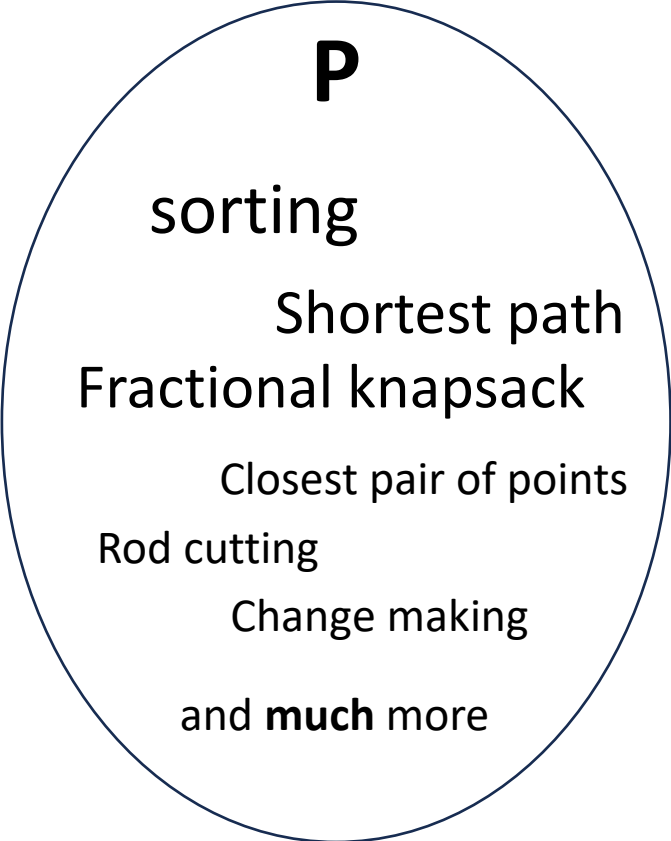 P
sorting
Shortest path
Fractional knapsack
Closest pair of points
Rod cutting
Change making
and much more